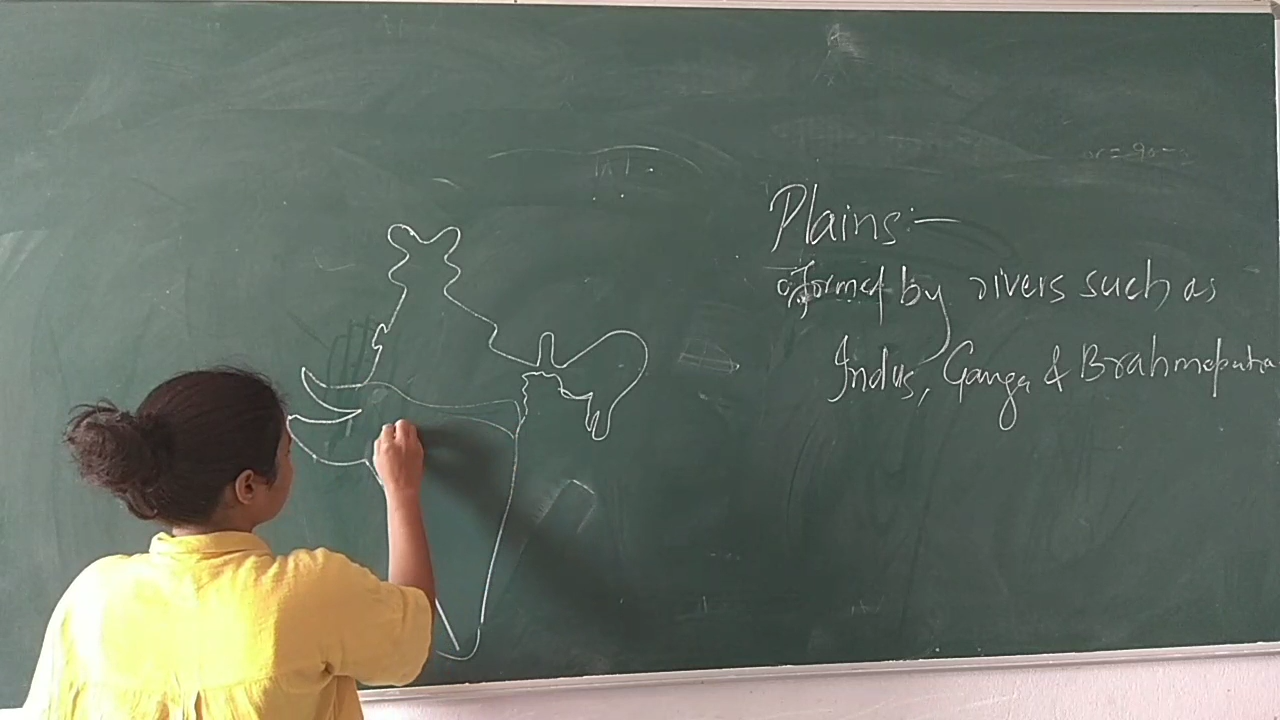 Plains:-
formed by rivers such as
Indus, Ganga & Brahmaputra